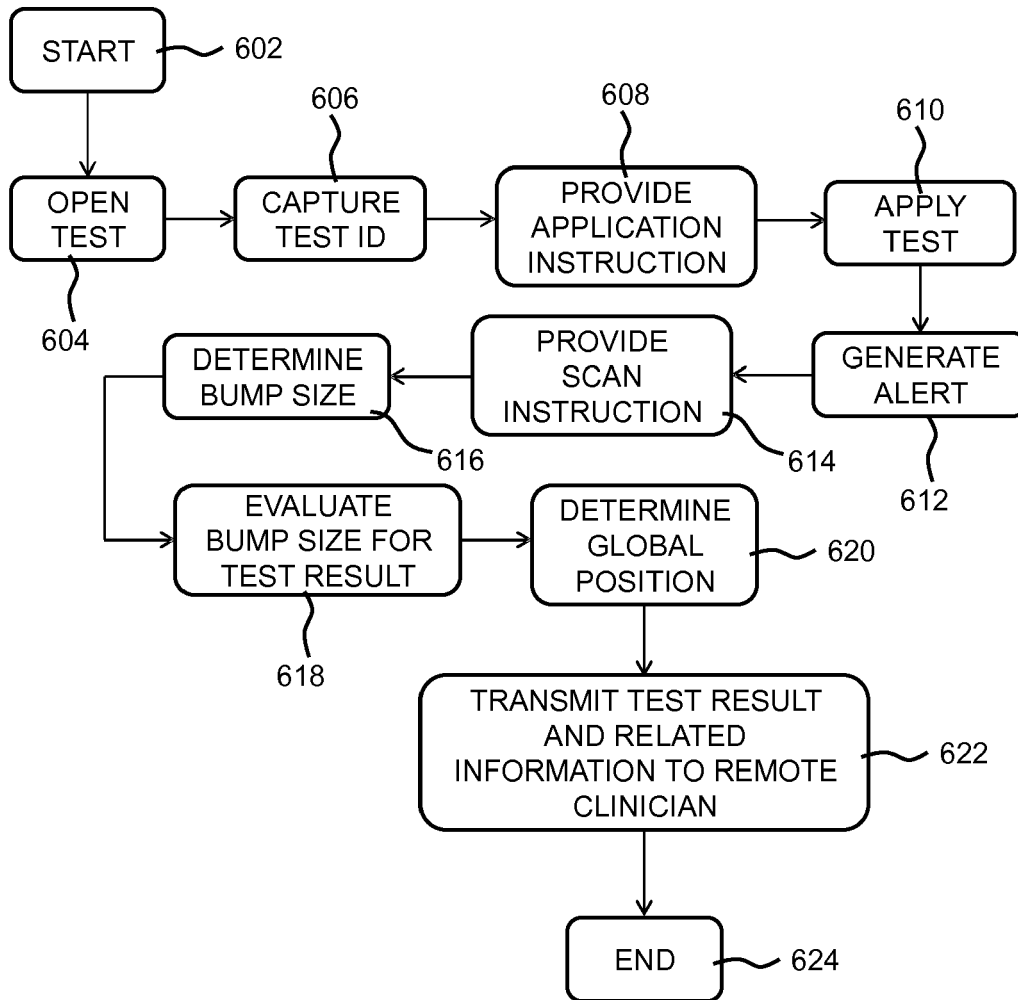 START
602
606
608
610
OPEN
TEST
CAPTURE
TEST ID
PROVIDE
APPLICATION
INSTRUCTION
APPLY
TEST
604
DETERMINE
BUMP SIZE
PROVIDE
SCAN
INSTRUCTION
GENERATE
ALERT
616
614
612
EVALUATE
BUMP SIZE FOR
TEST RESULT
DETERMINE
GLOBAL
POSITION
620
618
TRANSMIT TEST RESULT
AND RELATED
INFORMATION TO REMOTE
CLINICIAN
622
END
624